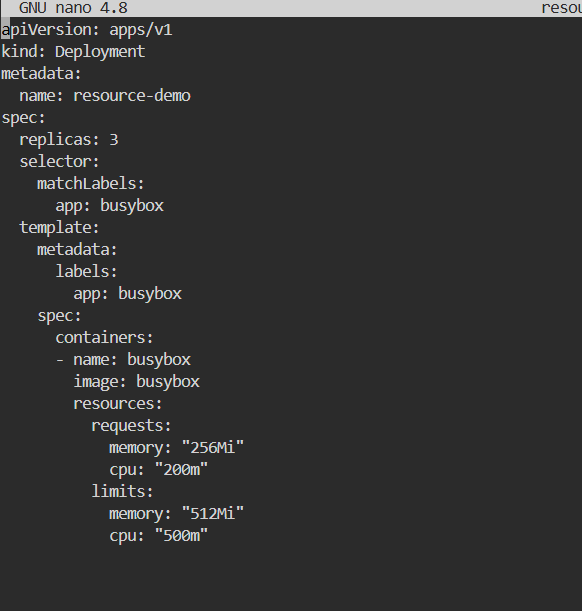 GNU nano 4.8 resou
apiVersion: apps/v1
kind: Deployment
metadata:
  name: resource-demo
spec:
  replicas: 3
  selector:
    matchLabels:
      app: busybox
  template:
    metadata:
      labels:
        app: busybox
    spec:
      containers:
      - name: busybox
        image: busybox
        resources:
          requests:
            memory: "256Mi"
            cpu: "200m"
          limits:
            memory: "512Mi"
            cpu: "500m"